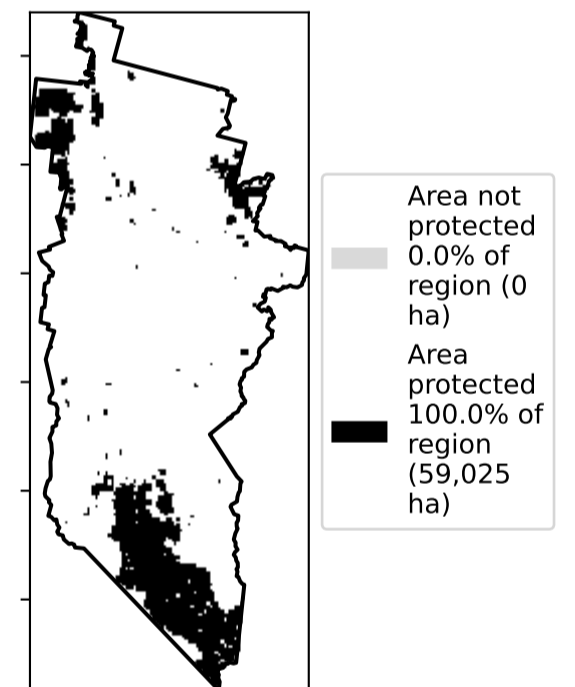 Area not
protected
0.0% of
region (0
ha)
Area
protected
100.0% of
region
(59,025
ha)